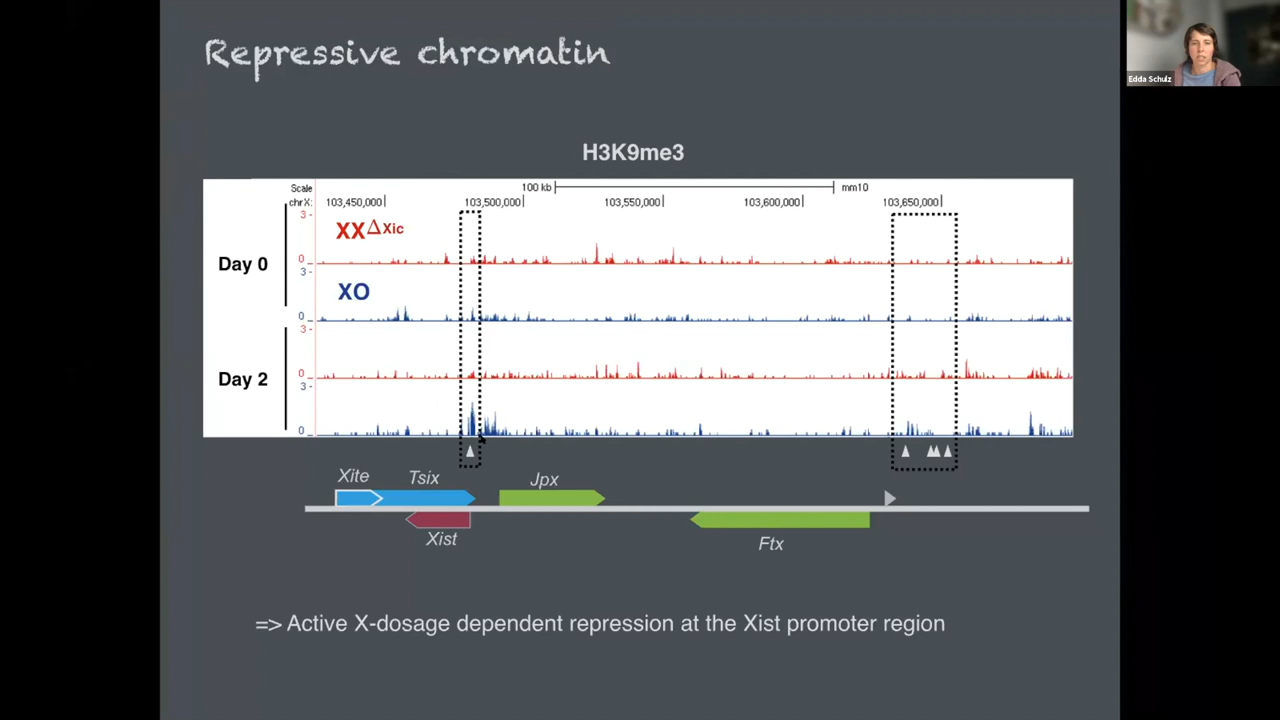 Repressive chromatin
Edda Schulz
H3K9me3
Scale 100 kb mm10
chrX: 103,450,000 103,500,000 103,550,000 103,600,000 103,650,000
3
XX ΔXic
Day 0
0
3
XO
0
3
Day 2
0
3
0
Xite Tsix Jpx
Xist Ftx
=> Active X-dosage dependent repression at the Xist promoter region